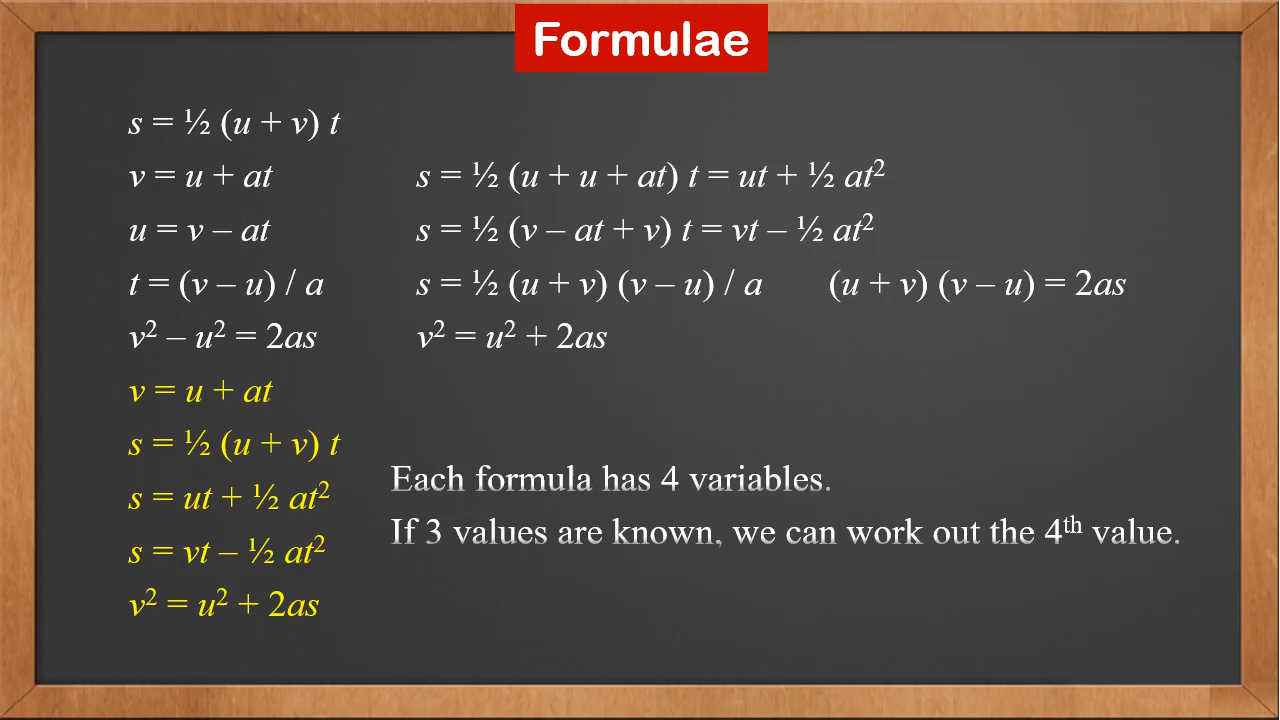 Formulae
s = ½ (u + v) t
v = u + at s = ½ (u + u + at) t = ut + ½ at²
u = v – at s = ½ (v – at + v) t = vt – ½ at²
t = (v – u) / a s = ½ (u + v) (v – u) / a (u + v) (v – u) = 2as
v² – u² = 2as v² = u² + 2as
v = u + at
s = ½ (u + v) t
Each formula has 4 variables.
s = ut + ½ at²
If 3 values are known, we can work out the 4th value.
s = vt – ½ at²
v² = u² + 2as